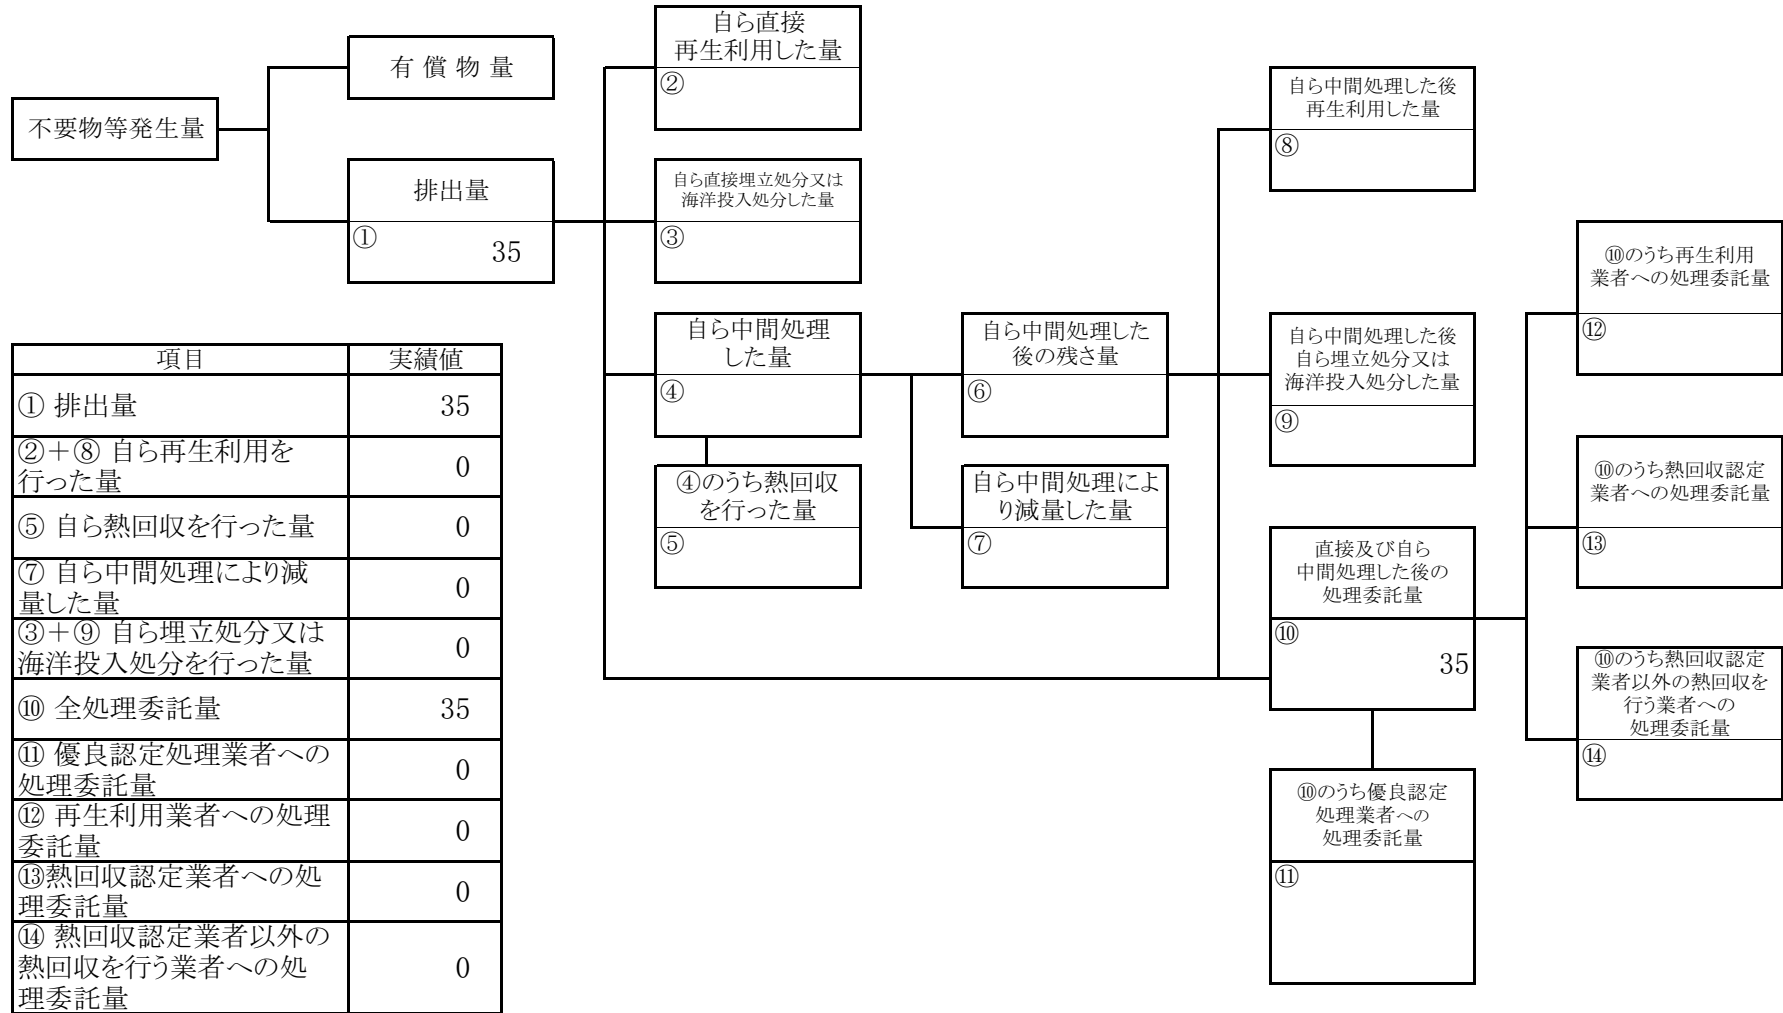 不要物等発生量
有 償 物 量
排出量
①
35
自ら直接
再生利用した量
②
自ら直接埋立処分又は
海洋投入処分した量
③
自ら中間処理
した量
④
④のうち熱回収
を行った量
⑤
自ら中間処理した
後の残さ量
⑥
自ら中間処理によ
り減量した量
⑦
自ら中間処理した後
再生利用した量
⑧
自ら中間処理した後
自ら埋立処分又は
海洋投入処分した量
⑨
直接及び自ら
中間処理した後の
処理委託量
⑩
35
⑩のうち優良認定
処理業者への
処理委託量
⑪
⑩のうち再生利用
業者への処理委託量
⑫
⑩のうち熱回収認定
業者への処理委託量
⑬
⑩のうち熱回収認定
業者以外の熱回収を
行う業者への
処理委託量
⑭
項目 実績値
① 排出量 35
②＋⑧ 自ら再生利用を
行った量 0
⑤ 自ら熱回収を行った量 0
⑦ 自ら中間処理により減
量した量 0
③＋⑨ 自ら埋立処分又は
海洋投入処分を行った量 0
⑩ 全処理委託量 35
⑪ 優良認定処理業者への
処理委託量 0
⑫ 再生利用業者への処理
委託量 0
⑬熱回収認定業者への処
理委託量 0
⑭ 熱回収認定業者以外の
熱回収を行う業者への処
理委託量 0